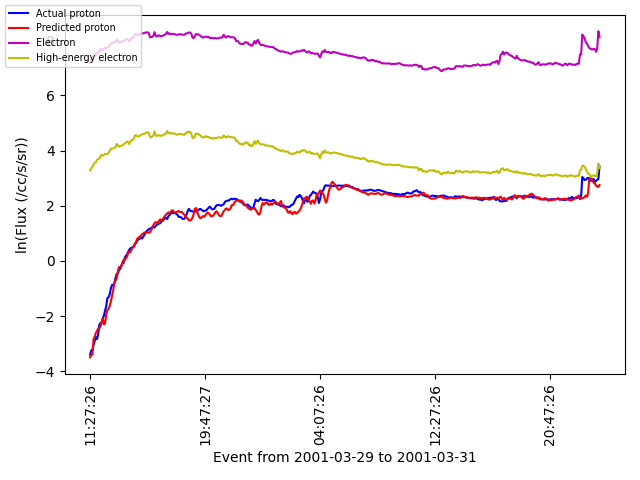 Actual proton
Predicted proton
Electron
High-energy electron
ln(Flux (/cc/s/sr)
6
4
2
0
−2
−4
11:27:26
19:47:27
04:07:26
12:27:26
20:47:26
Event from 2001-03-29 to 2001-03-31